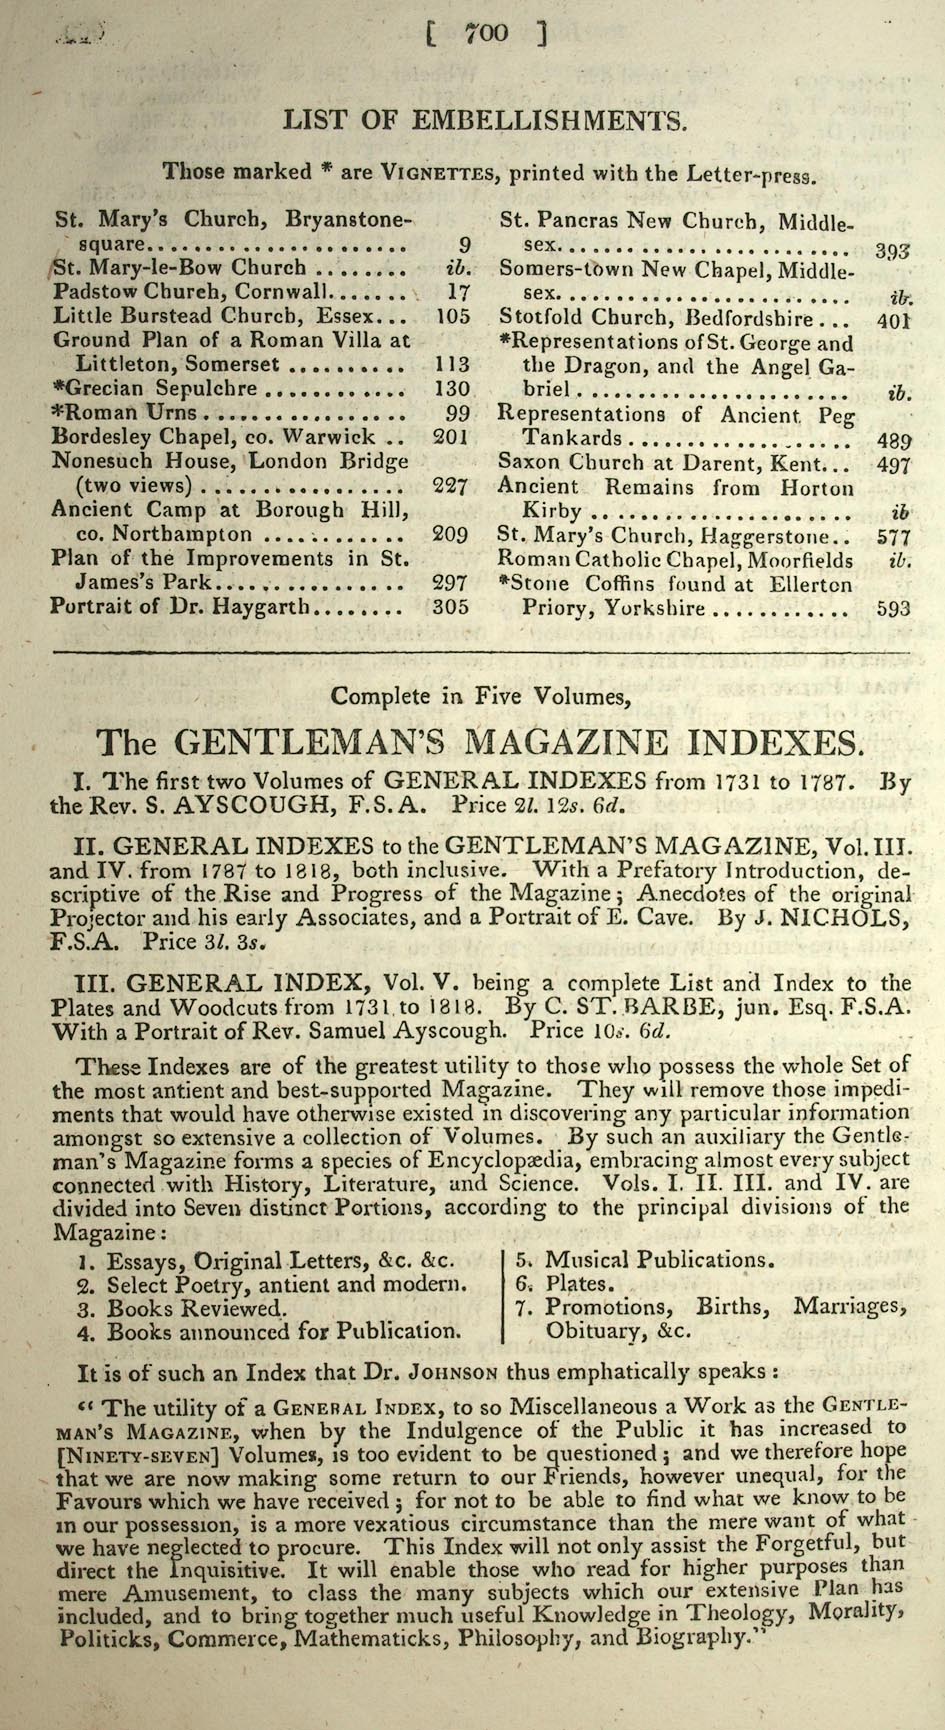 [ 700 ]
LIST OF EMBELLISHMENTS.
Those marked * are VIGNETTES, printed with the Letter-press.
St. Mary's Church, Bryanstone-
square...................... 9
St. Mary-le-Bow Church ........ ib.
Padstow Church, Cornwall....... 17
Little Burstead Church, Essex... 105
Ground Plan of a Roman Villa at
Littleton, Somerset .......... 113
*Grecian Sepulchre ............ 130
*Roman Urns.................. 99
Bordesley Chapel, co. Warwick .. 201
Nonesuch House, London Bridge
(two views).................. 227
Ancient Camp at Borough Hill,
co. Northampton ............ 209
Plan of the Improvements in St.
James's Park................. 297
Portrait of Dr. Haygarth........ 305
St. Pancras New Church, Middle-
sex......................... 393
Somers-town New Chapel, Middle-
sex......................... ib.
Stotfold Church, Bedfordshire... 401
*Representations of St. George and
the Dragon, and the Angel Ga-
briel........................ ib.
Representations of Ancient Peg
Tankards.................... 489
Saxon Church at Darent, Kent... 497
Ancient Remains from Horton
Kirby....................... ib
St. Mary's Church, Haggerstone.. 577
Roman Catholic Chapel, Moorfields ib.
*Stone Coffins found at Ellerton
Priory, Yorkshire............ 593
Complete in Five Volumes,
The GENTLEMAN'S MAGAZINE INDEXES.
I. The first two Volumes of GENERAL INDEXES from 1731 to 1787. By
the Rev. S. AYSCOUGH, F.S.A. Price 2l. 12s. 6d.
II. GENERAL INDEXES to the GENTLEMAN'S MAGAZINE, Vol. III.
and IV. from 1787 to 1818, both inclusive. With a Prefatory Introduction, de-
scriptive of the Rise and Progress of the Magazine; Anecdotes of the original
Projector and his early Associates, and a Portrait of E. Cave. By J. NICHOLS,
F.S.A. Price 3l. 3s.
III. GENERAL INDEX, Vol. V. being a complete List and Index to the
Plates and Woodcuts from 1731 to 1818. By C. ST. BARBE, jun. Esq. F.S.A.
With a Portrait of Rev. Samuel Ayscough. Price 10s. 6d.
These Indexes are of the greatest utility to those who possess the whole Set of
the most antient and best-supported Magazine. They will remove those impedi-
ments that would have otherwise existed in discovering any particular information
amongst so extensive a collection of Volumes. By such an auxiliary the Gentle-
man's Magazine forms a species of Encyclopædia, embracing almost every subject
connected with History, Literature, and Science. Vols. I. II. III. and IV. are
divided into Seven distinct Portions, according to the principal divisions of the
Magazine:
1. Essays, Original Letters, &c. &c.
2. Select Poetry, antient and modern.
3. Books Reviewed.
4. Books announced for Publication.
5. Musical Publications.
6. Plates.
7. Promotions, Births, Marriages,
Obituary, &c.
It is of such an Index that Dr. JOHNSON thus emphatically speaks:
“ The utility of a GENERAL INDEX, to so Miscellaneous a Work as the GENTLE-
MAN'S MAGAZINE, when by the Indulgence of the Public it has increased to
[NINETY-SEVEN] Volumes, is too evident to be questioned; and we therefore hope
that we are now making some return to our Friends, however unequal, for the
Favours which we have received; for not to be able to find what we know to be
in our possession, is a more vexatious circumstance than the mere want of what
we have neglected to procure. This Index will not only assist the Forgetful, but
direct the Inquisitive. It will enable those who read for higher purposes than
mere Amusement, to class the many subjects which our extensive Plan has
included, and to bring together much useful Knowledge in Theology, Morality,
Politicks, Commerce, Mathematicks, Philosophy, and Biography.”